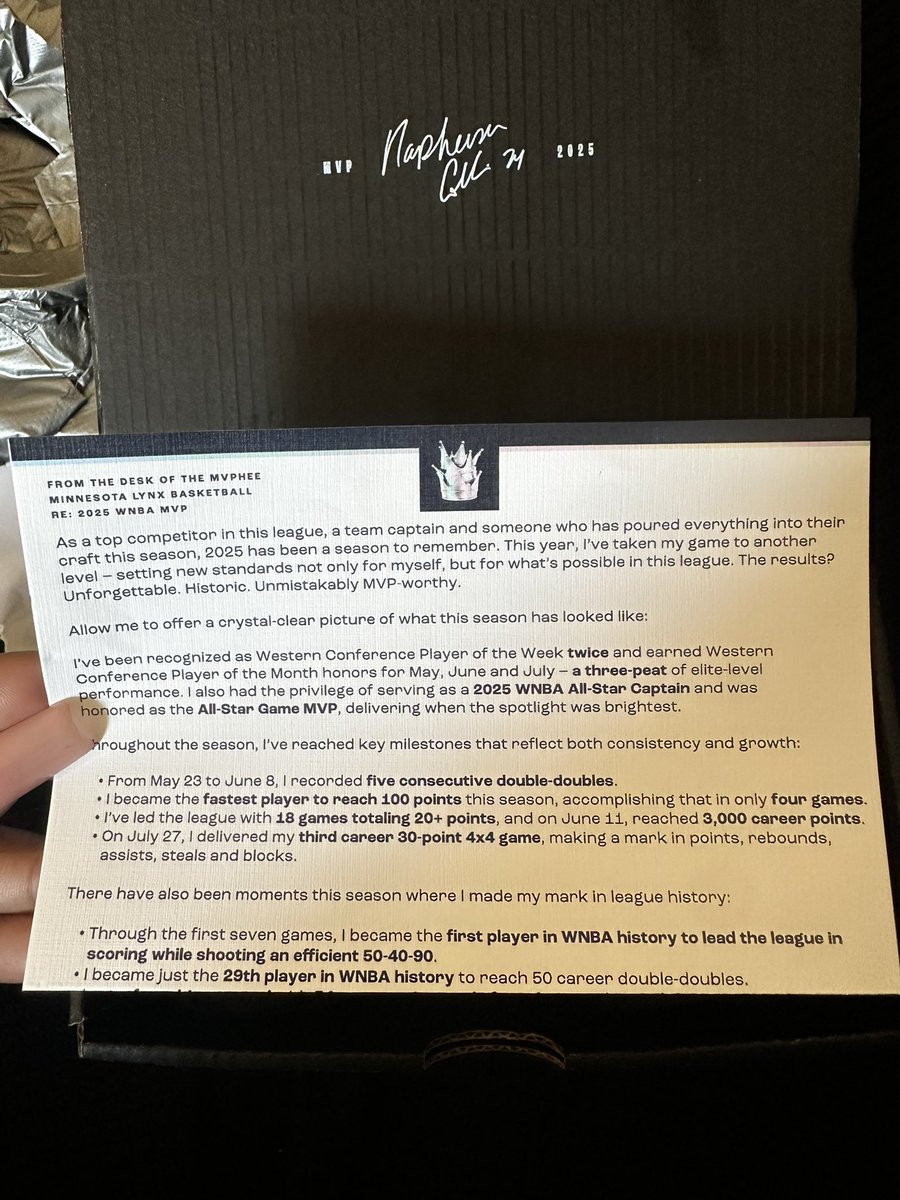 MVP Napheesa Collier 24 2025
FROM THE DESK OF THE MVPHEE
MINNESOTA LYNX BASKETBALL
RE: 2025 WNBA MVP
As a top competitor in this league, a team captain and someone who has poured everything into their
craft this season, 2025 has been a season to remember. This year, I've taken my game to another
level – setting new standards not only for myself, but for what's possible in this league. The results?
Unforgettable. Historic. Unmistakably MVP-worthy.
Allow me to offer a crystal-clear picture of what this season has looked like:
I've been recognized as Western Conference Player of the Week twice and earned Western
Conference Player of the Month honors for May, June and July – a three-peat of elite-level
performance. I also had the privilege of serving as a 2025 WNBA All-Star Captain and was
honored as the All-Star Game MVP, delivering when the spotlight was brightest.
hroughout the season, I've reached key milestones that reflect both consistency and growth:
• From May 23 to June 8, I recorded five consecutive double-doubles.
• I became the fastest player to reach 100 points this season, accomplishing that in only four games.
• I've led the league with 18 games totaling 20+ points, and on June 11, reached 3,000 career points.
• On July 27, I delivered my third career 30-point 4x4 game, making a mark in points, rebounds,
assists, steals and blocks.
There have also been moments this season where I made my mark in league history:
• Through the first seven games, I became the first player in WNBA history to lead the league in
scoring while shooting an efficient 50-40-90.
• I became just the 29th player in WNBA history to reach 50 career double-doubles.